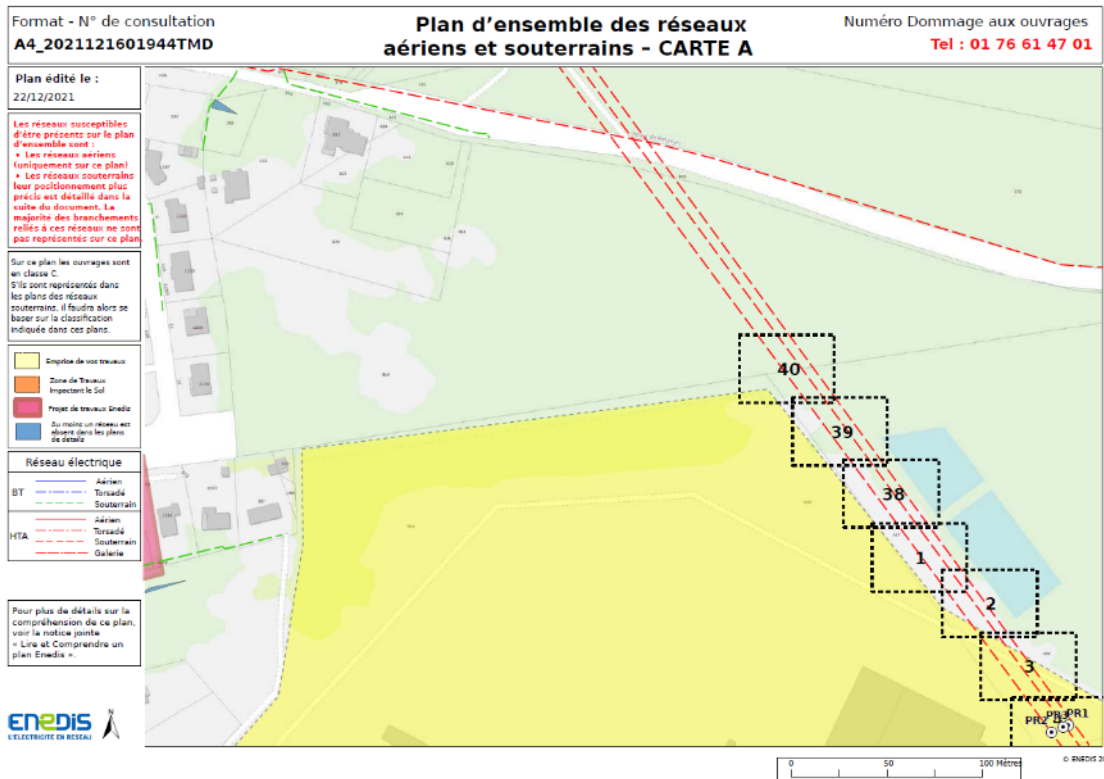 Format - N° de consultation
A4_2021121601944TMD
Plan d'ensemble des réseaux
aériens et souterrains – CARTE A
Numéro Dommage aux ouvrages
Tel : 01 76 61 47 01
Plan édité le :
22/12/2021
Les réseaux susceptibles
d'être présents sur le plan
d'ensemble sont :
• Les réseaux aériens
(uniquement sur ce plan)
• Les réseaux souterrains
leur positionnement plus
précis est détaillé dans la
suite du document. La
majorité des branchements
reliés à ces réseaux ne sont
pas représentés sur ce plan
Sur ce plan les ouvrages sont
en classe C.
S'ils sont représentés dans
les plans des réseaux
souterrains, il faudra alors se
baser sur la classification
indiquée dans ces plans.
Emprise de vos travaux
Zone de Travaux
Impactant le Sol
Projet de travaux Enedis
Au moins un réseau est
absent dans les plans
de détails
Réseau électrique
BT
Aérien
Torsadé
Souterrain
HTA
Aérien
Torsadé
Souterrain
Galerie
Pour plus de détails sur la
compréhension de ce plan,
voir la notice jointe
« Lire et Comprendre un
plan Enedis ».
ENEDIS
L'ELECTRICITE EN RESEAU
N
40
39
38
1
2
3
PR2
PR1
0 50 100 Mètres
© ENEDIS